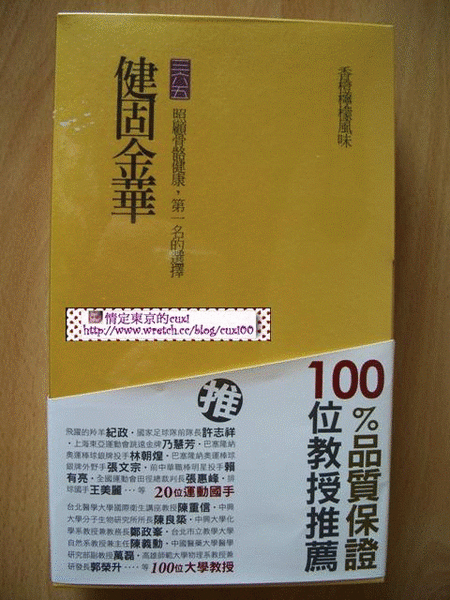 三六五
健固金華
照顧骨骼健康,第一名的選擇
香檸檬檬風味
情定東京的cuxi
http://www.wretch.cc/blog/cuxi00
推
100%品質保證
100位教授推薦
飛躍的羚羊紀政‧國家足球隊前隊長許志祥
‧上海東亞運動會跳遠金牌乃慧芳‧巴塞隆納
奧運棒球銀牌投手林朝煌‧巴塞隆納奧運棒球
銀牌外野手張文宗‧前中華職棒明星投手賴
有亮‧全國運動會田徑總裁判長張惠峰‧排
球國手王美麗‥‥等 20位運動國手
台北醫學大學國際衛生講座教授陳重信‧中興
大學分子生物研究所所長陳良築‧中興大學化
學系教授兼教務長鄭政峯‧台北市立教學大學
自然系教授兼主任陳義勳‧中國醫藥大學醫學
研究部副教授萬磊‧高雄師範大學物理系教授兼
研發長郭榮升‥‥等 100位大學教授